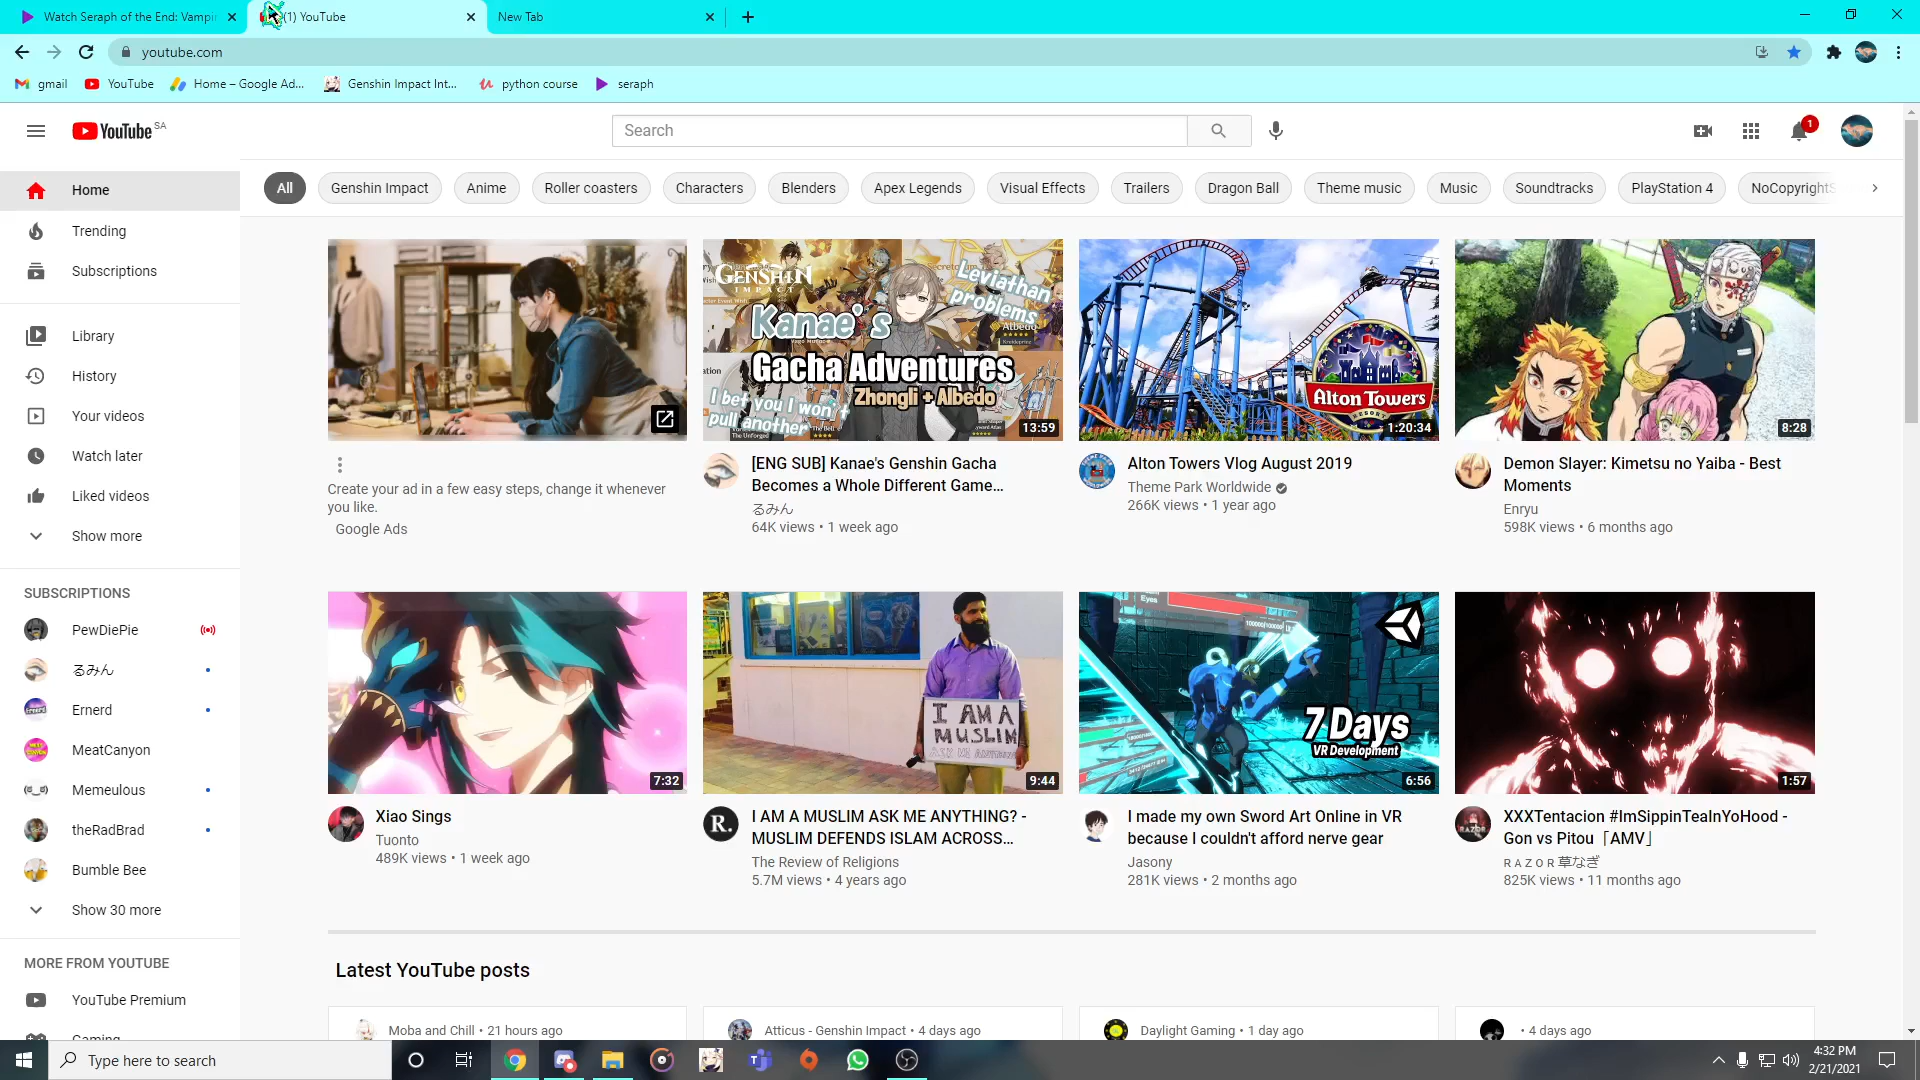 Watch Seraph of the End: Vampir
(1) YouTube
New Tab
youtube.com
gmail
YouTube
Home – Google Ad...
Genshin Impact Int...
python course
seraph
YouTube SA
Search
1
Home
Trending
Subscriptions
Library
History
Your videos
Watch later
Liked videos
Show more
SUBSCRIPTIONS
PewDiePie
るみん
Ernerd
MeatCanyon
Memeulous
theRadBrad
Bumble Bee
Show 30 more
MORE FROM YOUTUBE
YouTube Premium
Gaming
All
Genshin Impact
Anime
Roller coasters
Characters
Blenders
Apex Legends
Visual Effects
Trailers
Dragon Ball
Theme music
Music
Soundtracks
PlayStation 4
NoCopyrightS
Create your ad in a few easy steps, change it whenever
you like.
Google Ads
GENSHIN
IMPACT
Leviathan
problems
Kanae's
Gacha Adventures
Zhongli + Albedo
I bet you I won't
pull another
13:59
[ENG SUB] Kanae's Genshin Gacha
Becomes a Whole Different Game...
るみん
64K views • 1 week ago
Alton Towers
RESORT
1:20:34
Alton Towers Vlog August 2019
Theme Park Worldwide
266K views • 1 year ago
8:28
Demon Slayer: Kimetsu no Yaiba - Best
Moments
Enryu
598K views • 6 months ago
7:32
Xiao Sings
Tuonto
489K views • 1 week ago
I AM A
MUSLIM
ASK ME ANYTHING
9:44
R.
I AM A MUSLIM ASK ME ANYTHING? -
MUSLIM DEFENDS ISLAM ACROSS...
The Review of Religions
5.7M views • 4 years ago
Eyes
7 Days
VR Development
6:56
I made my own Sword Art Online in VR
because I couldn't afford nerve gear
Jasony
281K views • 2 months ago
1:57
RAZOR
XXXTentacion #ImSippinTeaInYoHood -
Gon vs Pitou「AMV」
ＲＡＺＯＲ草なぎ
825K views • 11 months ago
Latest YouTube posts
Moba and Chill • 21 hours ago
Atticus - Genshin Impact • 4 days ago
Daylight Gaming • 1 day ago
• 4 days ago
Type here to search
4:32 PM
2/21/2021